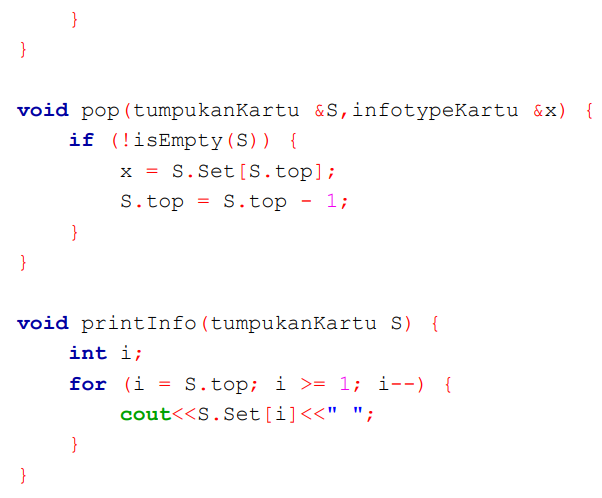 }
}
void pop(tumpukanKartu &S,infotypeKartu &x) {
    if (!isEmpty(S)) {
        x = S.Set[S.top];
        S.top = S.top - 1;
    }
}
void printInfo(tumpukanKartu S) {
    int i;
    for (i = S.top; i >= 1; i--) {
        cout<<S.Set[i]<<" ";
    }
}